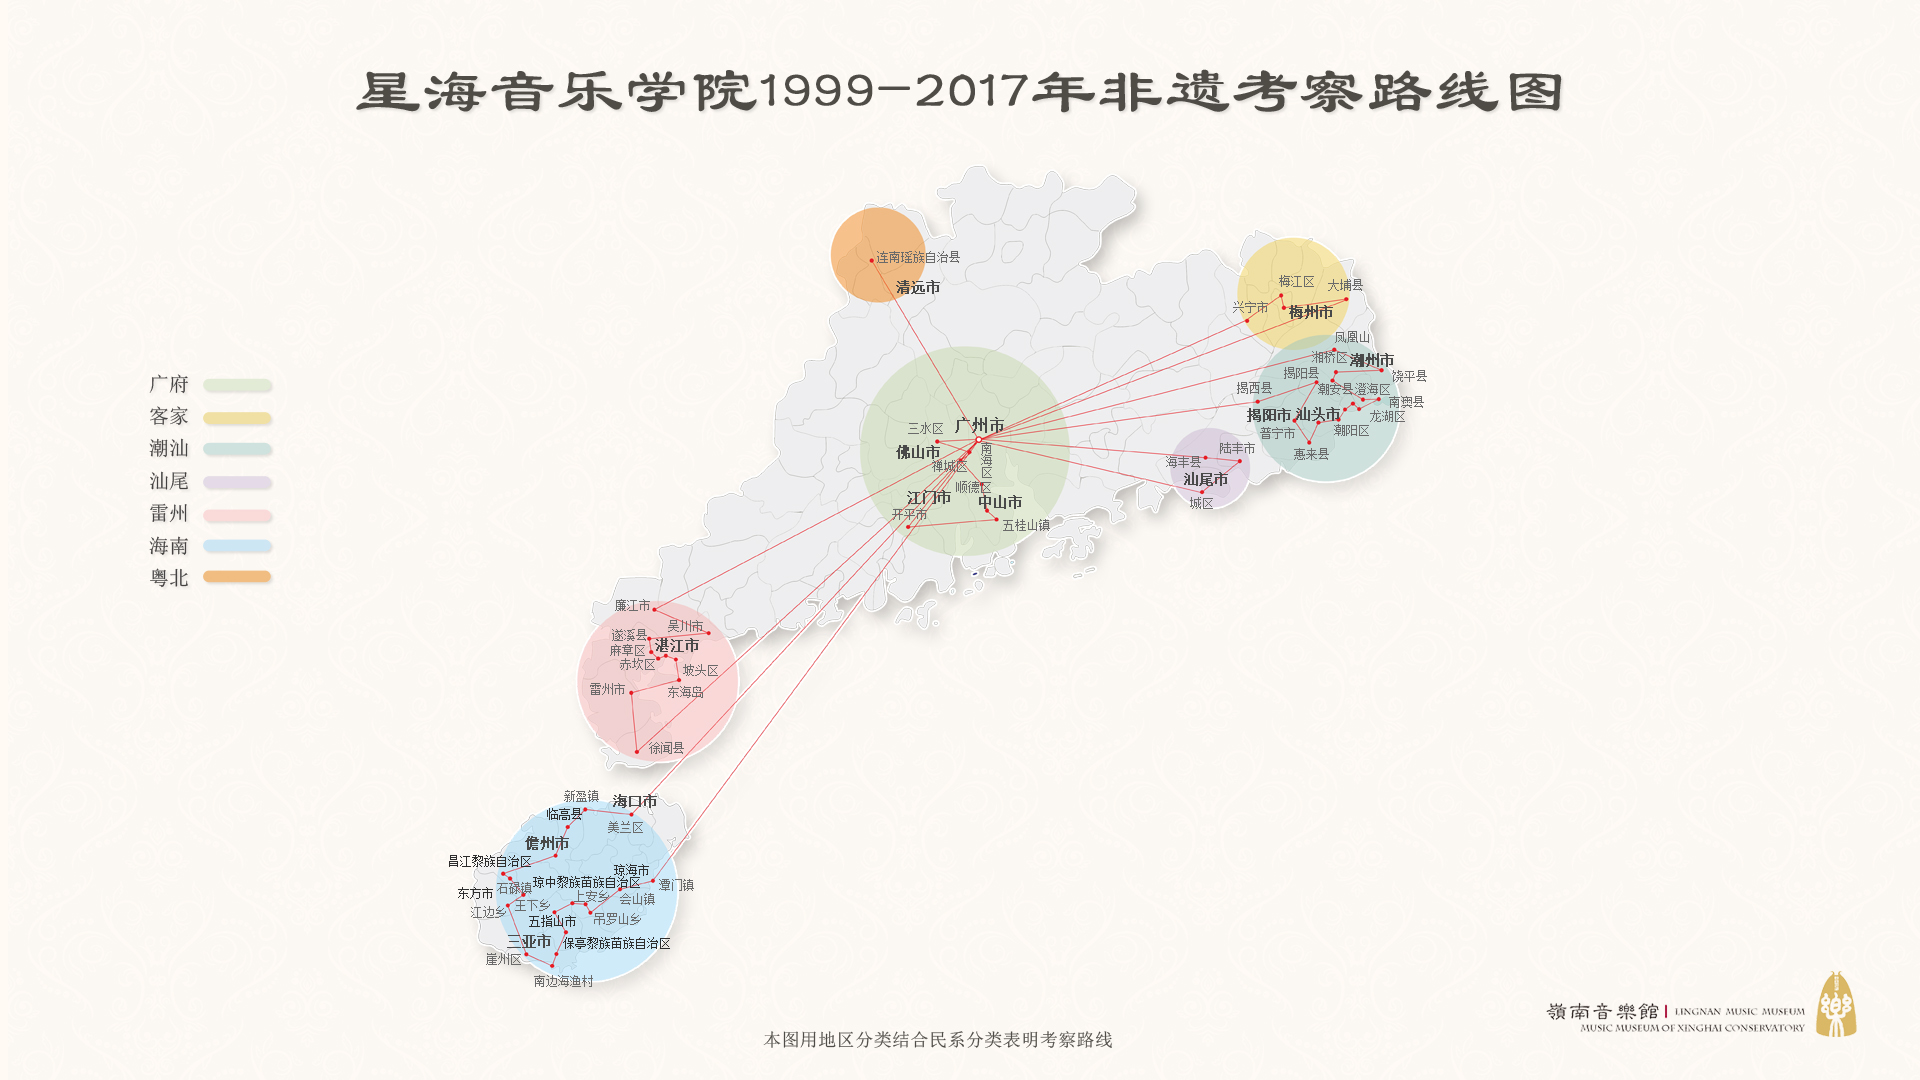 星海音乐学院1999-2017年非遗考察路线图
广府
客家
潮汕
汕尾
雷州
海南
粤北
连南瑶族自治县
清远市
梅江区
大埔县
兴宁市
梅州市
凤凰山
湘桥区
潮州市
揭阳县
饶平县
揭西县
潮安县
澄海区
南澳县
揭阳市
汕头市
龙湖区
普宁市
潮阳区
惠来县
陆丰市
海丰县
汕尾市
城区
广州市
三水区
佛山市
南海区
禅城区
顺德区
江门市
中山市
开平市
五桂山镇
廉江市
吴川市
遂溪县
湛江市
麻章区
赤坎区
坡头区
雷州市
东海岛
徐闻县
新盈镇
海口市
临高县
美兰区
儋州市
昌江黎族自治区
琼海市
琼中黎族苗族自治区
潭门镇
石碌镇
东方市
上安乡
会山镇
王下乡
江边乡
吊罗山乡
五指山市
三亚市
保亭黎族苗族自治区
崖州区
南边海渔村
嶺南音樂館 LINGNAN MUSIC MUSEUM
MUSIC MUSEUM OF XINGHAI CONSERVATORY
本图用地区分类结合民系分类表明考察路线